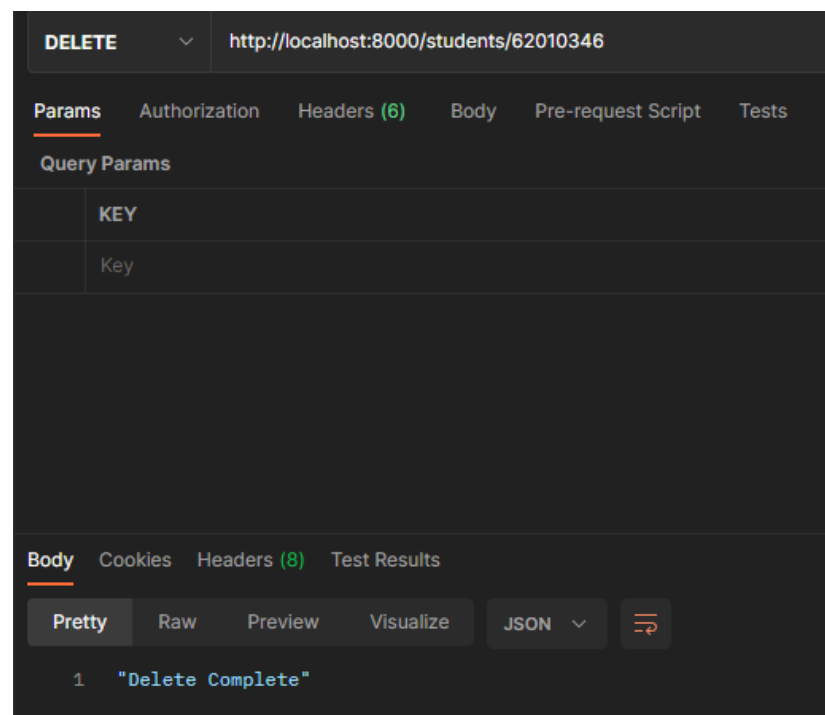 DELETE http://localhost:8000/students/62010346
Params Authorization Headers (6) Body Pre-request Script Tests
Query Params
KEY
Key
Body Cookies Headers (8) Test Results
Pretty Raw Preview Visualize JSON
1 "Delete Complete"